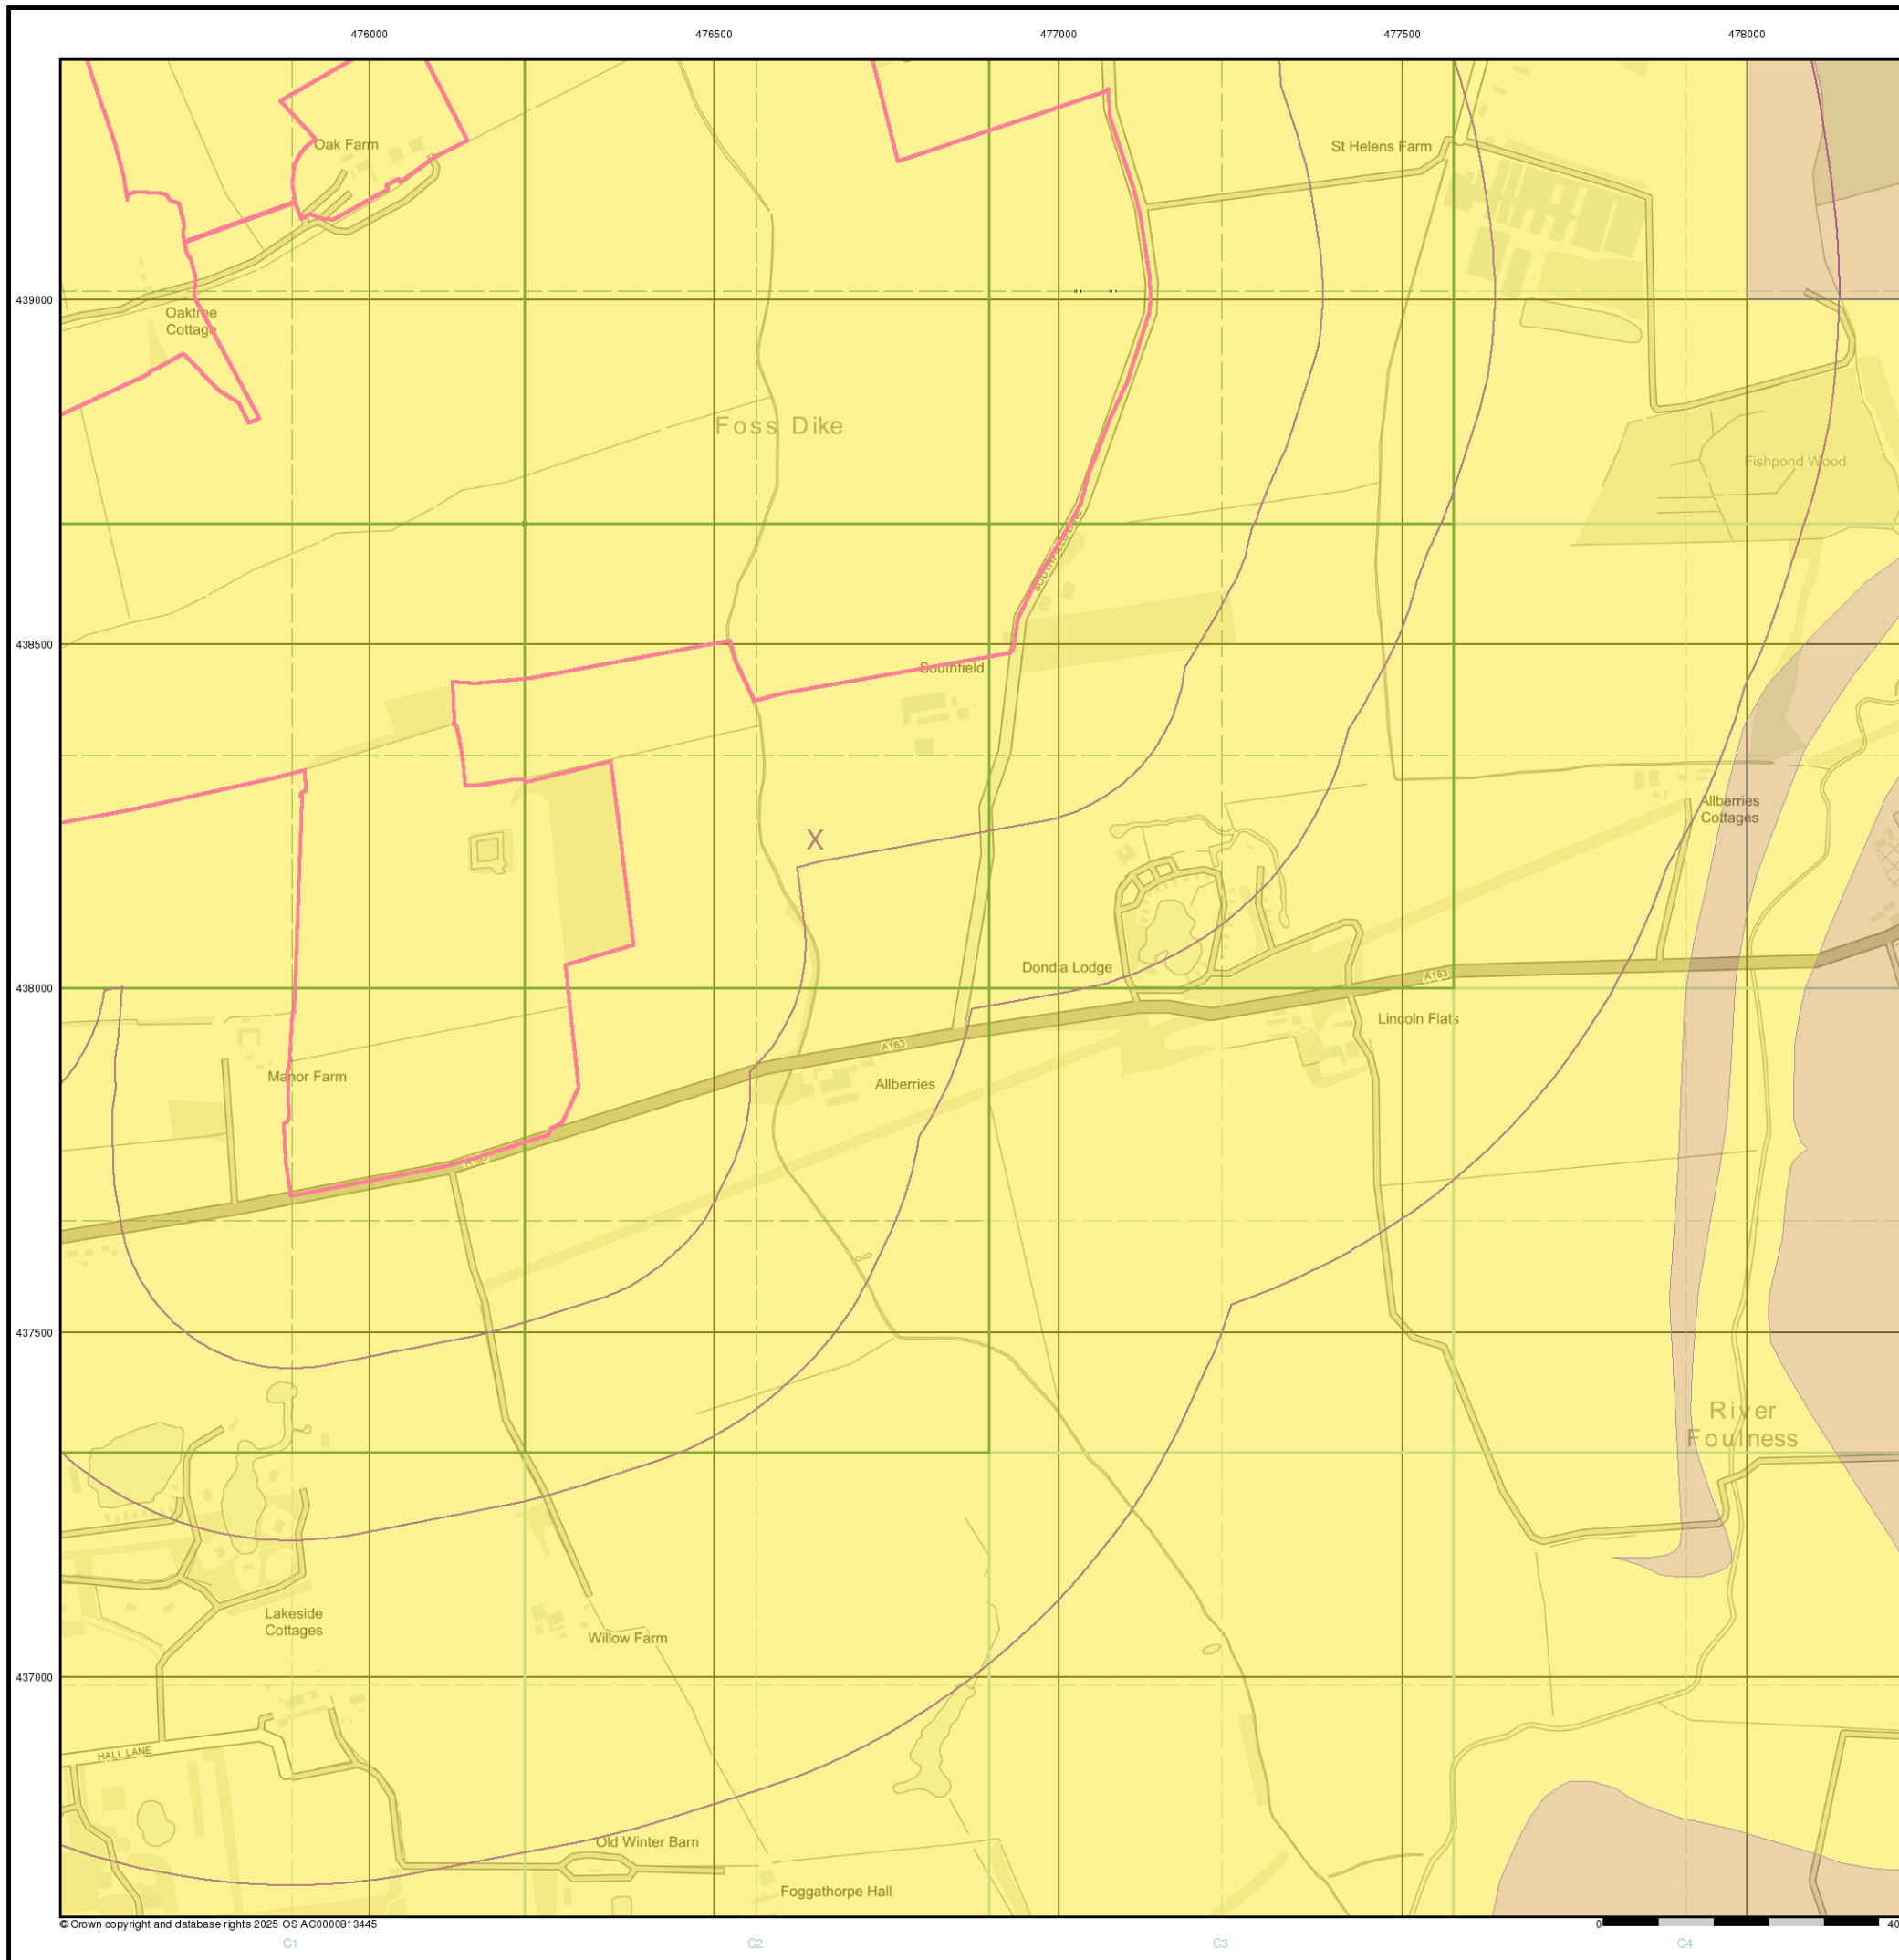 476000
476500
477000
477500
478000
Oak Farm
St Helens Farm
439000
Oaktree
Cottage
Foss Dike
Fishpond Wood
438500
Southfield
Allberries
Cottages
X
Dondia Lodge
A163
438000
Lincoln Flats
A163
Manor Farm
Allberries
A163
437500
River
Foulness
Lakeside
Cottages
Willow Farm
437000
HALL LANE
Old Winter Barn
Foggathorpe Hall
© Crown copyright and database rights 2025 OS AC0000813445
0
40
C1
C2
C3
C4